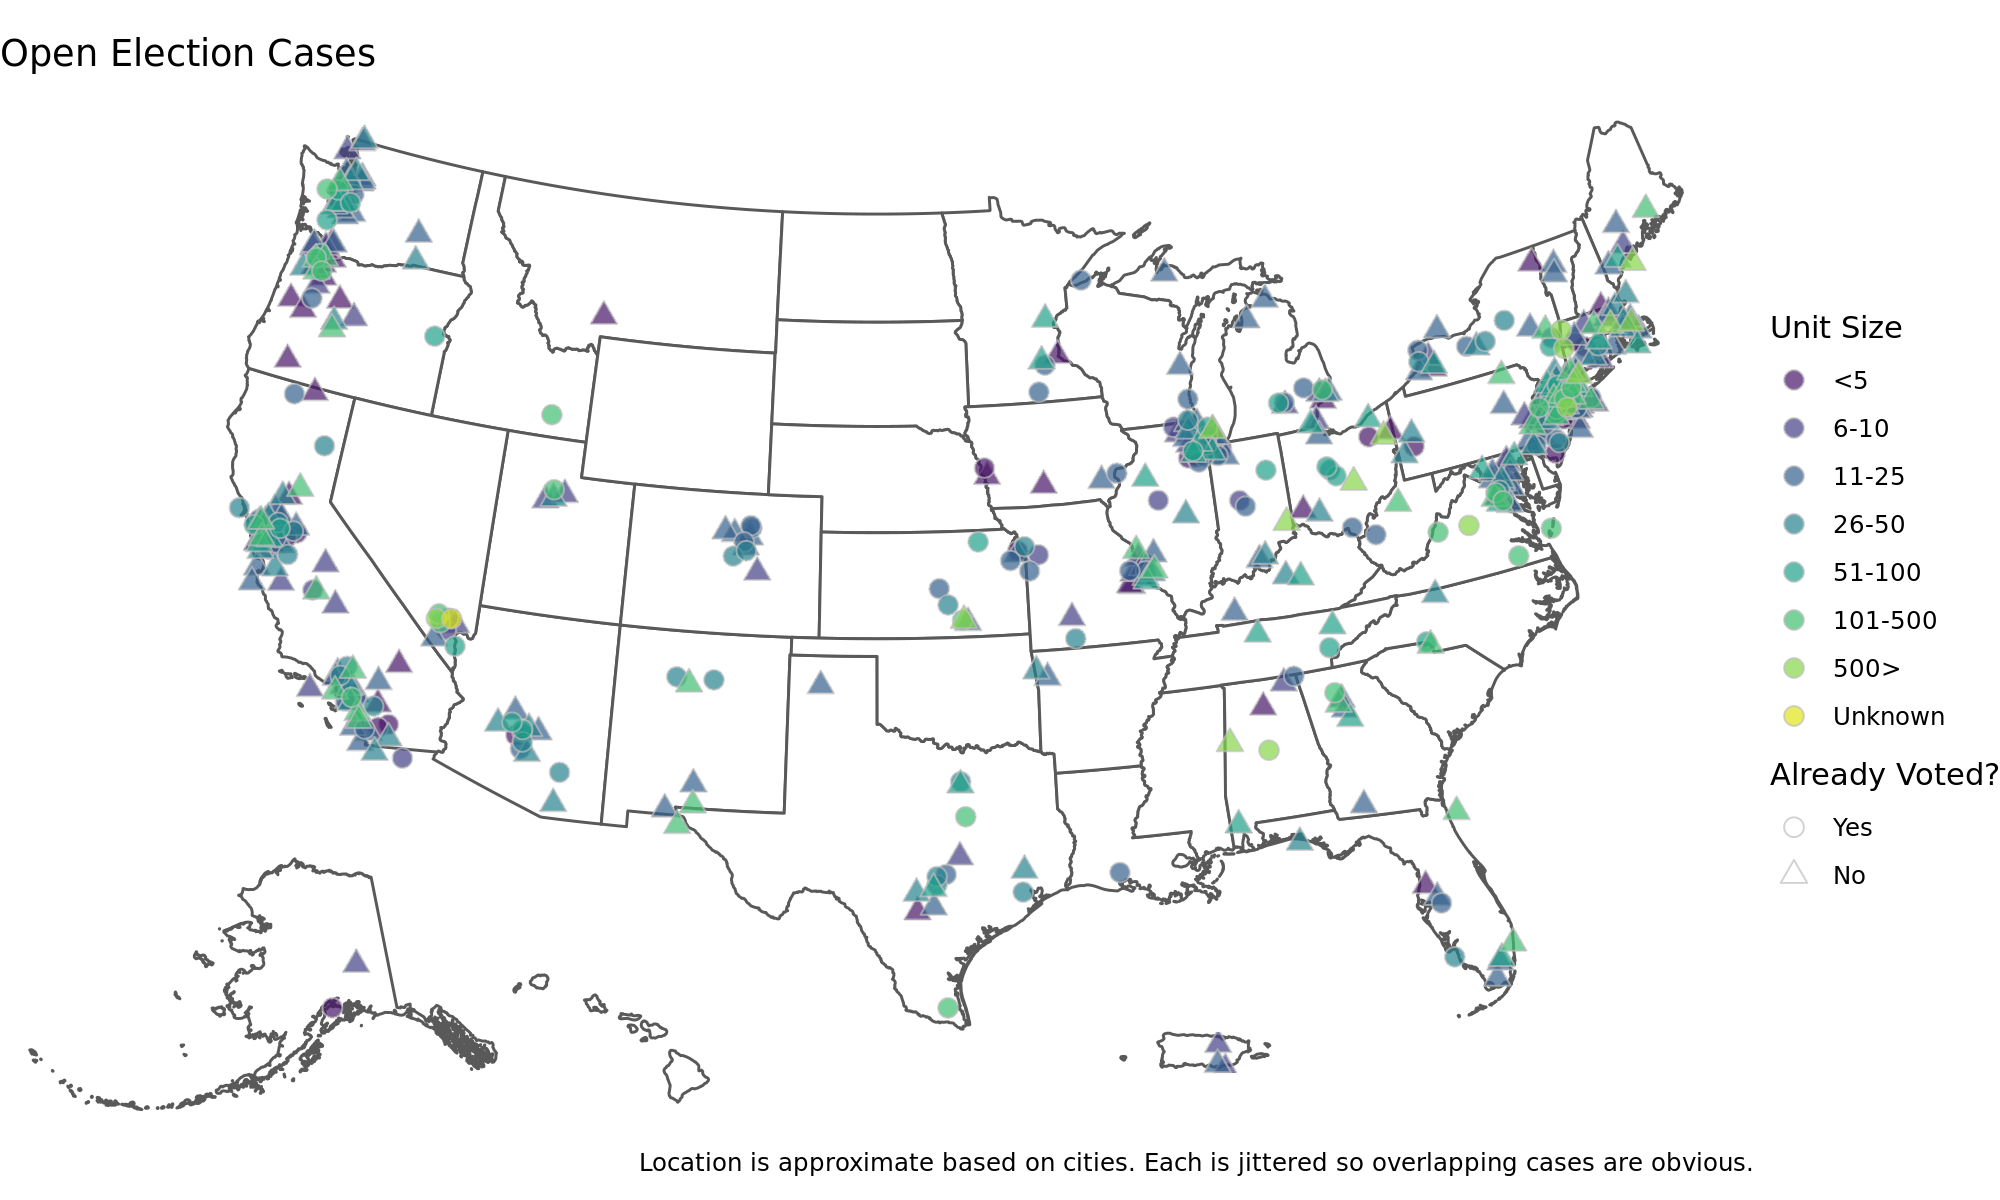 Open Election Cases
Unit Size
<5
6-10
11-25
26-50
51-100
101-500
500>
Unknown
Already Voted?
Yes
No
Location is approximate based on cities. Each is jittered so overlapping cases are obvious.